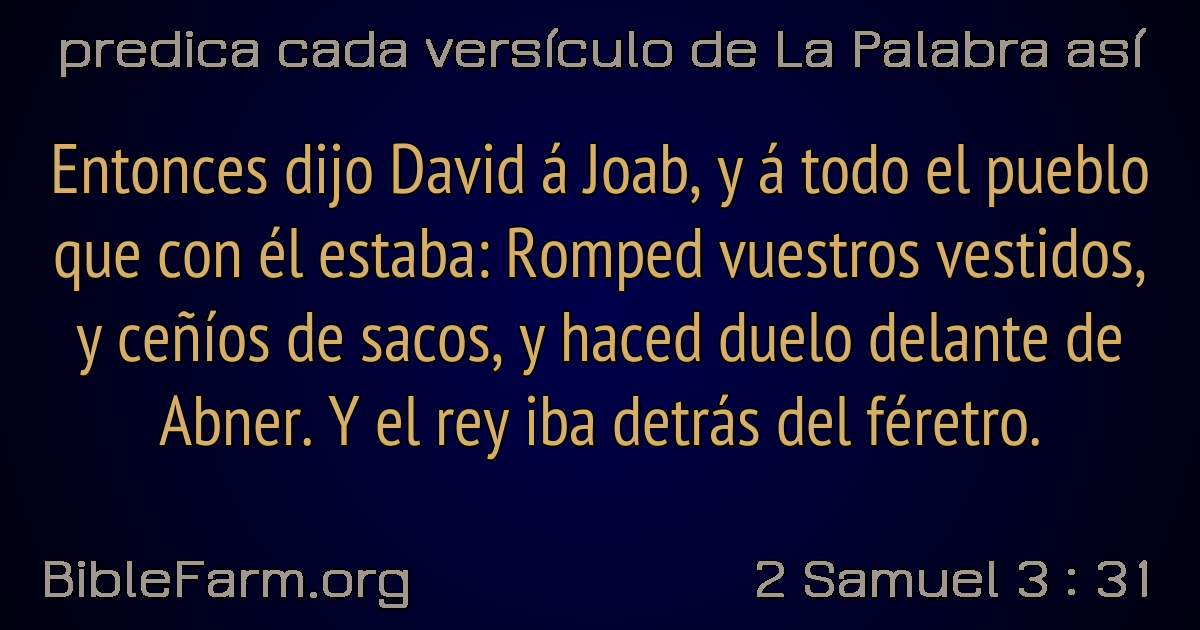 predica cada versículo de La Palabra así
Entonces dijo David á Joab, y á todo el pueblo
que con él estaba: Romped vuestros vestidos,
y ceñíos de sacos, y haced duelo delante de
Abner. Y el rey iba detrás del féretro.
BibleFarm.org
2 Samuel 3 : 31